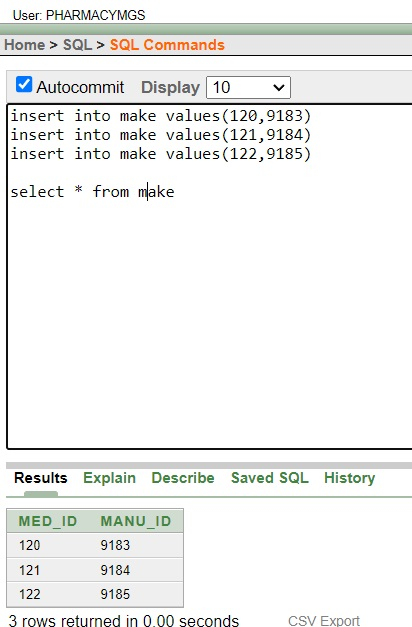 User: PHARMACYMGS
Home > SQL > SQL Commands
Autocommit Display 10
insert into make values(120,9183)
insert into make values(121,9184)
insert into make values(122,9185)
select * from make
Results Explain Describe Saved SQL History
MED_ID MANU_ID
120 9183
121 9184
122 9185
3 rows returned in 0.00 seconds CSV Export